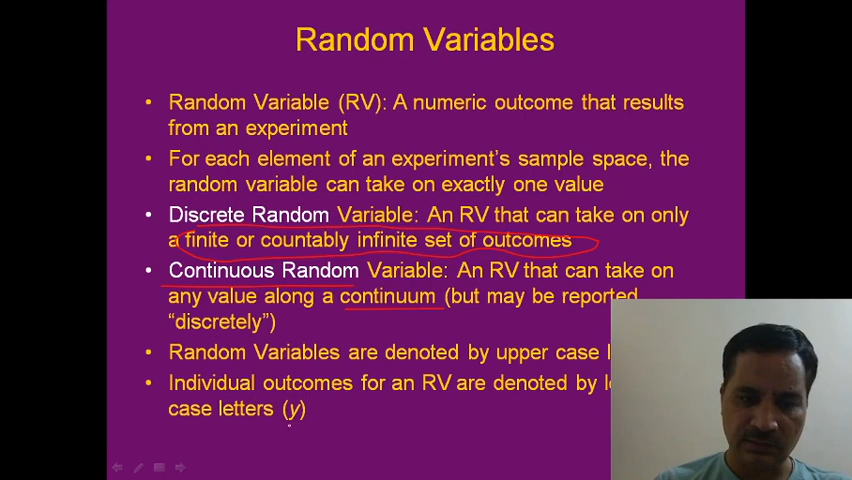 Random Variables
• Random Variable (RV): A numeric outcome that results
from an experiment
• For each element of an experiment's sample space, the
random variable can take on exactly one value
• Discrete Random Variable: An RV that can take on only
a finite or countably infinite set of outcomes
• Continuous Random Variable: An RV that can take on
any value along a continuum (but may be reported
“discretely”)
• Random Variables are denoted by upper case
• Individual outcomes for an RV are denoted by
case letters (y)